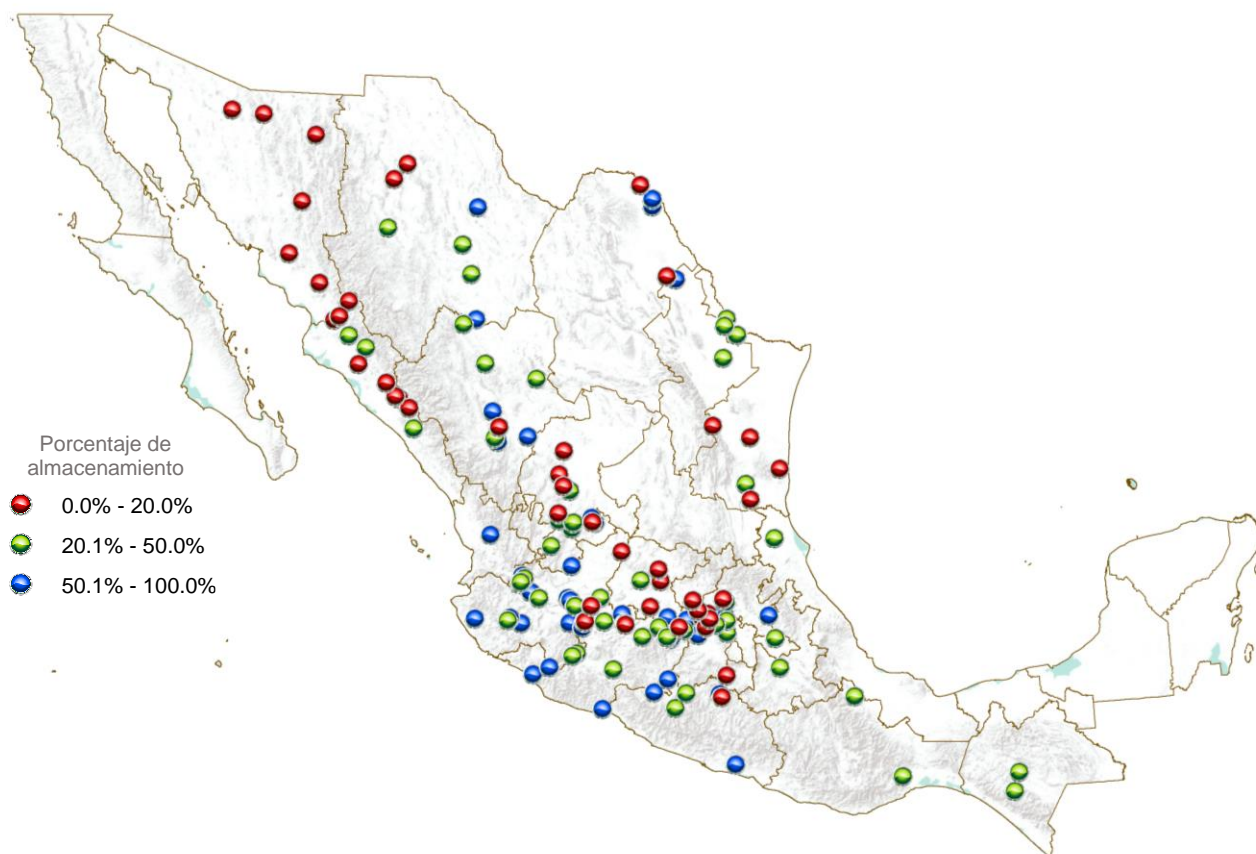 Porcentaje de
almacenamiento
0.0% - 20.0%
20.1% - 50.0%
50.1% - 100.0%